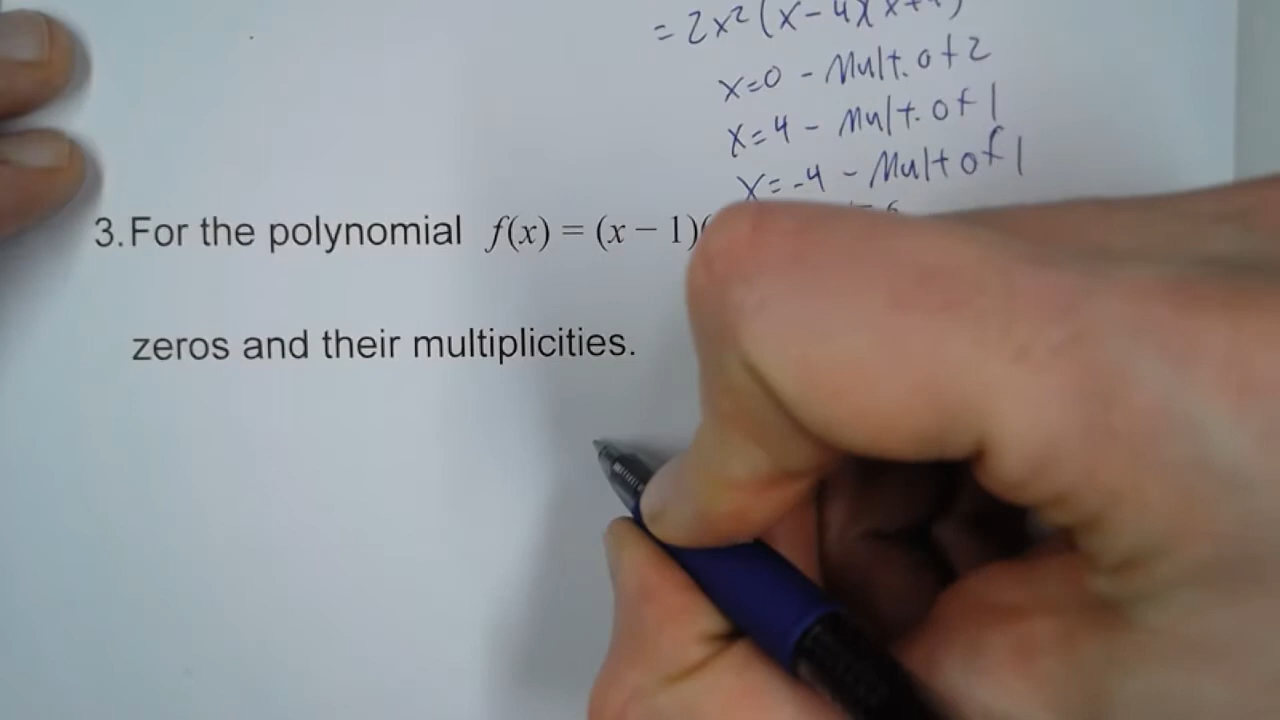 = 2x² (x-4)(x+
x=0 - Mult. of 2
x=4 - Mult. of 1
x=-4 - Mult of 1
3. For the polynomial f(x) = (x − 1)(
zeros and their multiplicities.